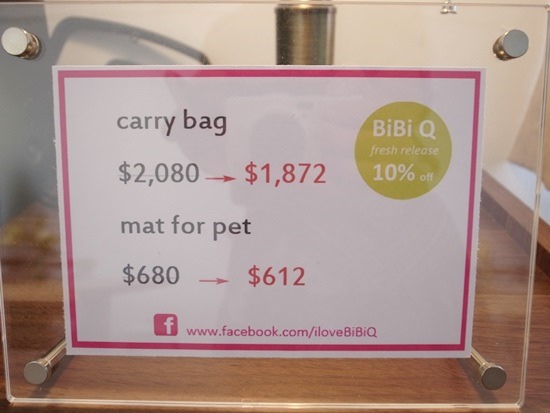 carry bag
BiBi Q
fresh release
10% off
$2,080 → $1,872
mat for pet
$680 → $612
f www.facebook.com/iloveBiBiQ